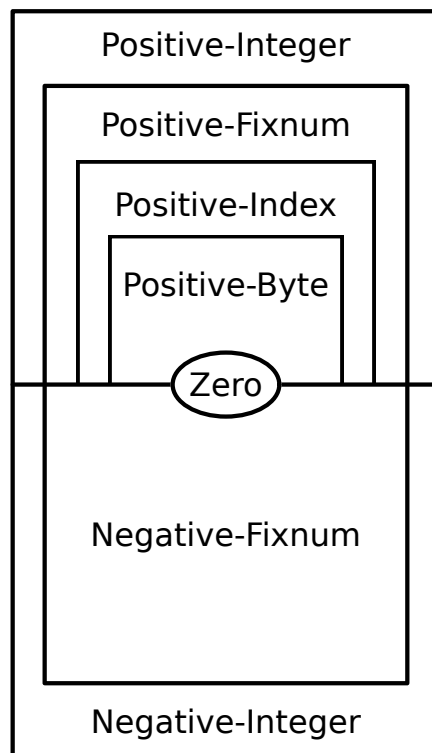 Positive-Integer
Positive-Fixnum
Positive-Index
Positive-Byte
Zero
Negative-Fixnum
Negative-Integer